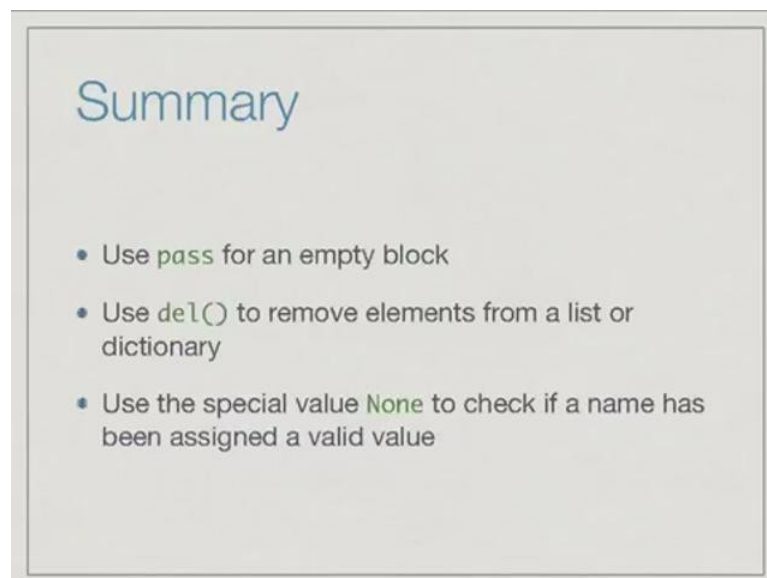 Summary
• Use pass for an empty block
• Use del() to remove elements from a list or
dictionary
• Use the special value None to check if a name has
been assigned a valid value